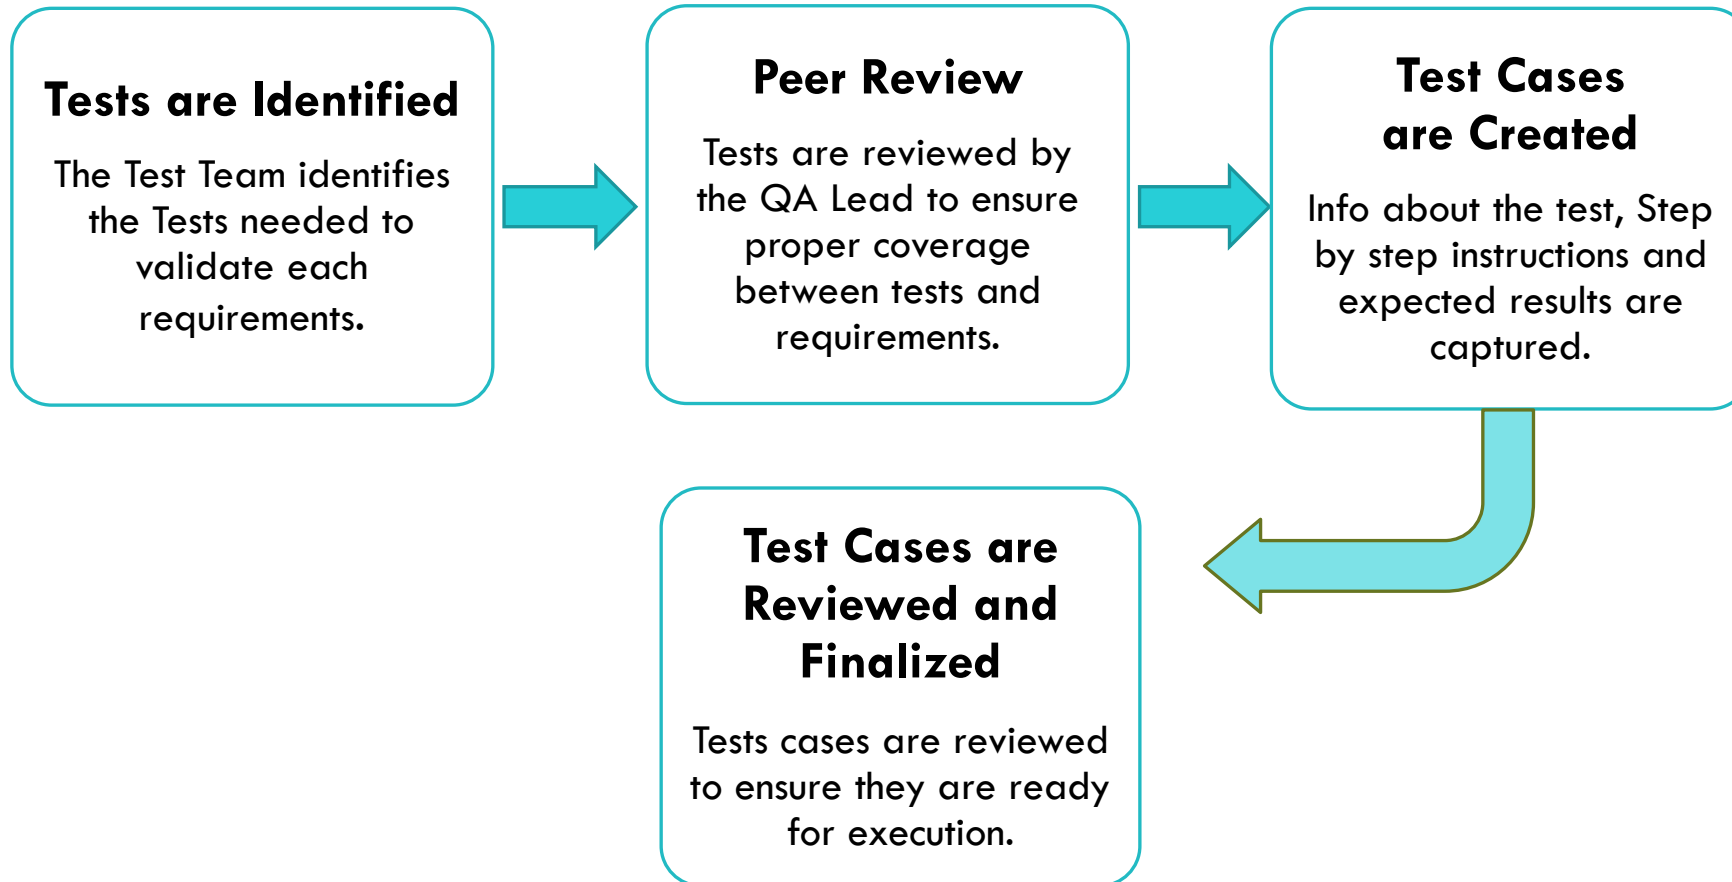 Tests are Identified
The Test Team identifies
the Tests needed to
validate each
requirements.
Peer Review
Tests are reviewed by
the QA Lead to ensure
proper coverage
between tests and
requirements.
Test Cases
are Created
Info about the test, Step
by step instructions and
expected results are
captured.
Test Cases are
Reviewed and
Finalized
Tests cases are reviewed
to ensure they are ready
for execution.